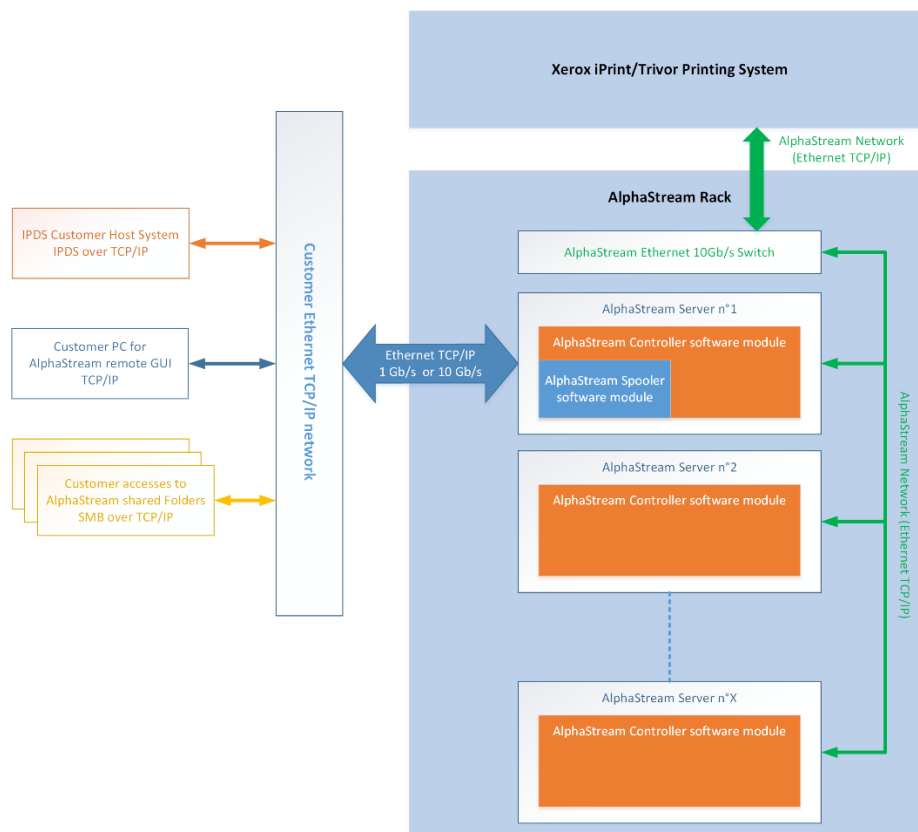 Xerox iPrint/Trivor Printing System
AlphaStream Network
(Ethernet TCP/IP)
AlphaStream Rack
IPDS Customer Host System
IPDS over TCP/IP
Customer PC for
AlphaStream remote GUI
TCP/IP
Customer accesses to
AlphaStream shared Folders
SMB over TCP/IP
Customer Ethernet TCP/IP network
Ethernet TCP/IP
1 Gb/s or 10 Gb/s
AlphaStream Ethernet 10Gb/s Switch
AlphaStream Server n°1
AlphaStream Controller software module
AlphaStream Spooler
software module
AlphaStream Server n°2
AlphaStream Controller software module
AlphaStream Server n°X
AlphaStream Controller software module
AlphaStream Network (Ethernet TCP/IP)